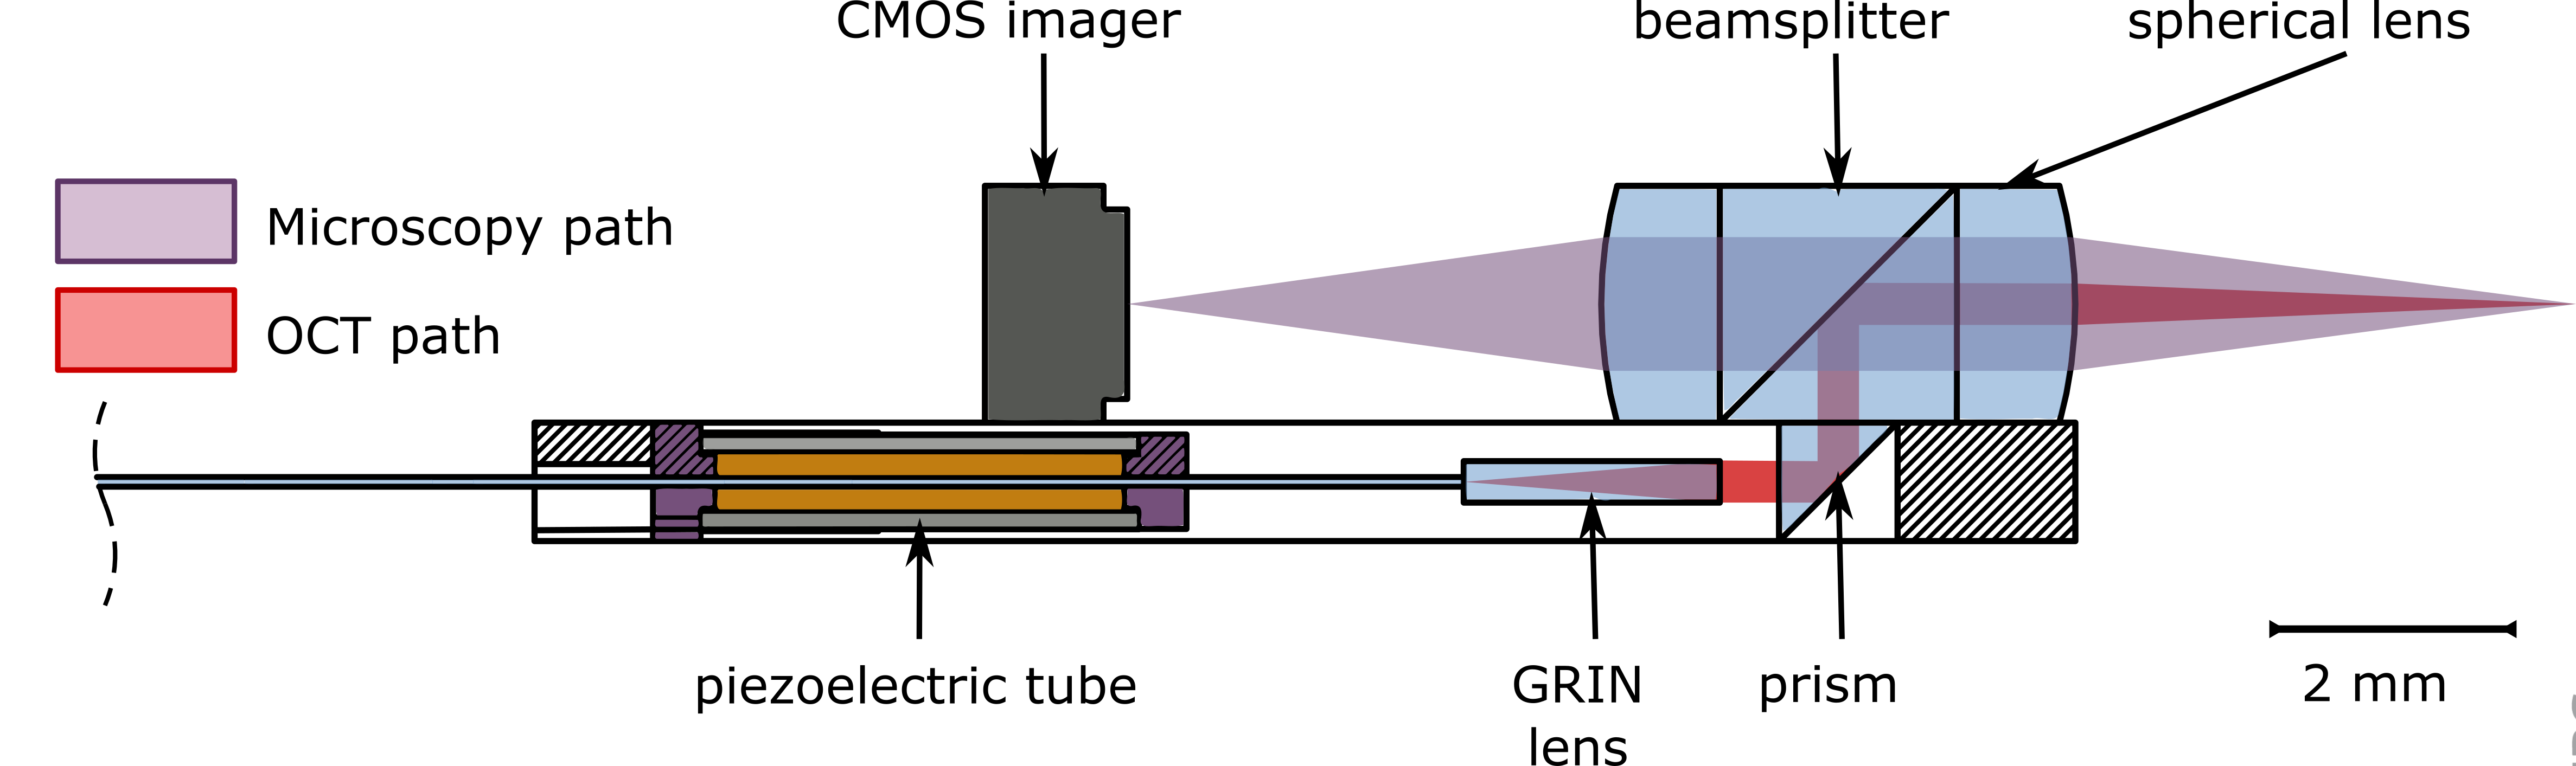 CMOS imager
beamsplitter
spherical lens
Microscopy path
OCT path
piezoelectric tube
GRIN
lens
prism
2 mm